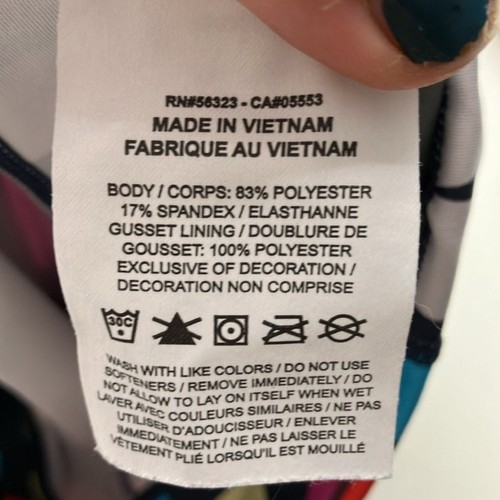 RN#56323 - CA#05553
MADE IN VIETNAM
FABRIQUE AU VIETNAM
BODY / CORPS: 83% POLYESTER
17% SPANDEX / ELASTHANNE
GUSSET LINING / DOUBLURE DE
GOUSSET: 100% POLYESTER
EXCLUSIVE OF DECORATION /
DECORATION NON COMPRISE
30C
WASH WITH LIKE COLORS / DO NOT USE
SOFTENERS / REMOVE IMMEDIATELY / DO
NOT ALLOW TO LAY ON ITSELF WHEN WET
LAVER AVEC COULEURS SIMILAIRES / NE PAS
UTILISER D'ADOUCISSEUR / ENLEVER
IMMEDIATEMENT / NE PAS LAISSER LE
VÊTEMENT PLIÉ LORSQU'IL EST MOUILLÉ